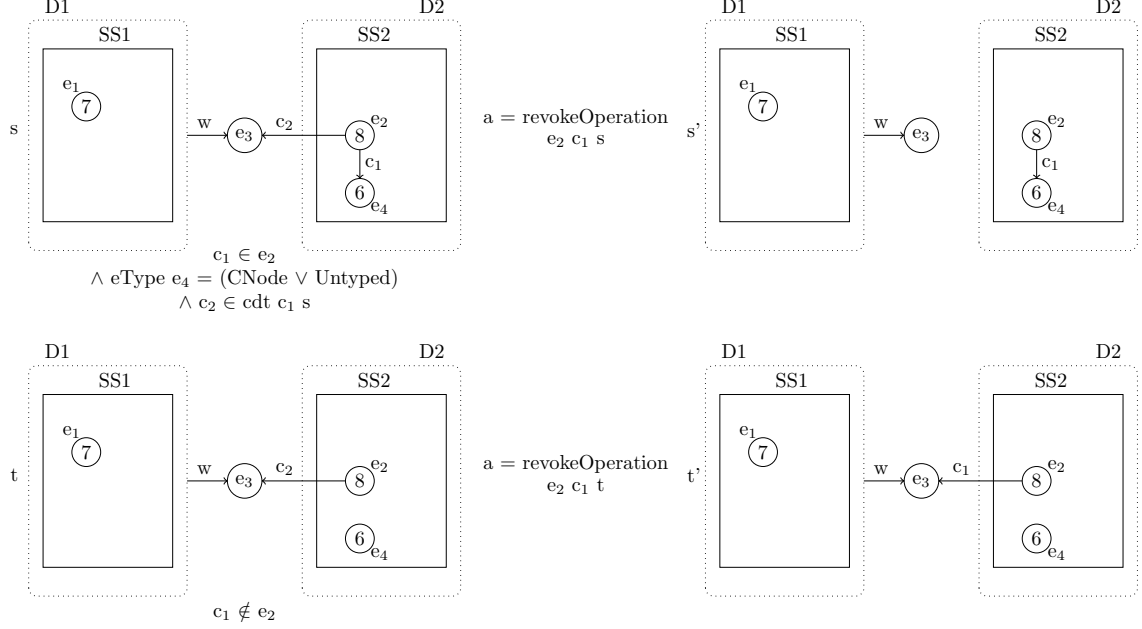 D1 D2 D1 D2
SS1 SS2 SS1 SS2
e1 e1
7 7
s w e3 c2 8 e2 a = revokeOperation s' w e3 8 e2
e2 c1 s
c1 c1
6 6
e4 e4
c1 ∈ e2
∧ eType e4 = (CNode ∨ Untyped)
∧ c2 ∈ cdt c1 s
D1 D2 D1 D2
SS1 SS2 SS1 SS2
e1 e1
7 7
t w e3 c2 8 e2 a = revokeOperation t' w e3 c1 8 e2
e2 c1 t
6 6
e4 e4
c1 ∉ e2